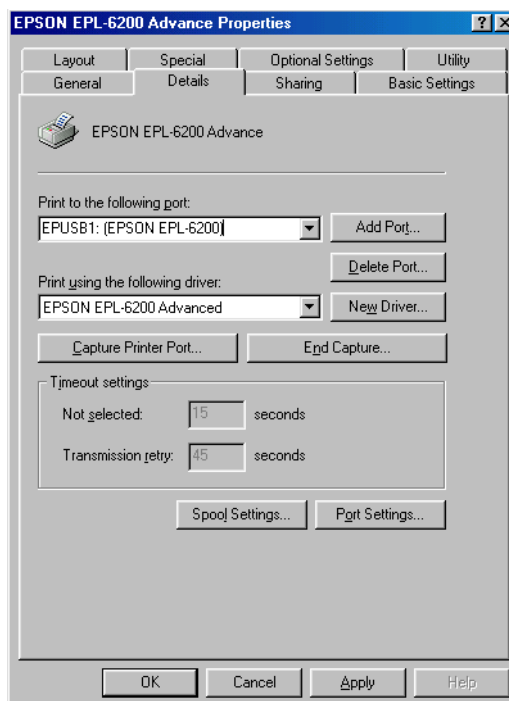 EPSON EPL-6200 Advance Properties
Layout Special Optional Settings Utility
General Details Sharing Basic Settings
EPSON EPL-6200 Advance
Print to the following port:
EPUSB1: (EPSON EPL-6200) Add Port...
Delete Port...
Print using the following driver:
EPSON EPL-6200 Advanced New Driver...
Capture Printer Port... End Capture...
Timeout settings
Not selected: 15 seconds
Transmission retry: 45 seconds
Spool Settings... Port Settings...
OK Cancel Apply Help